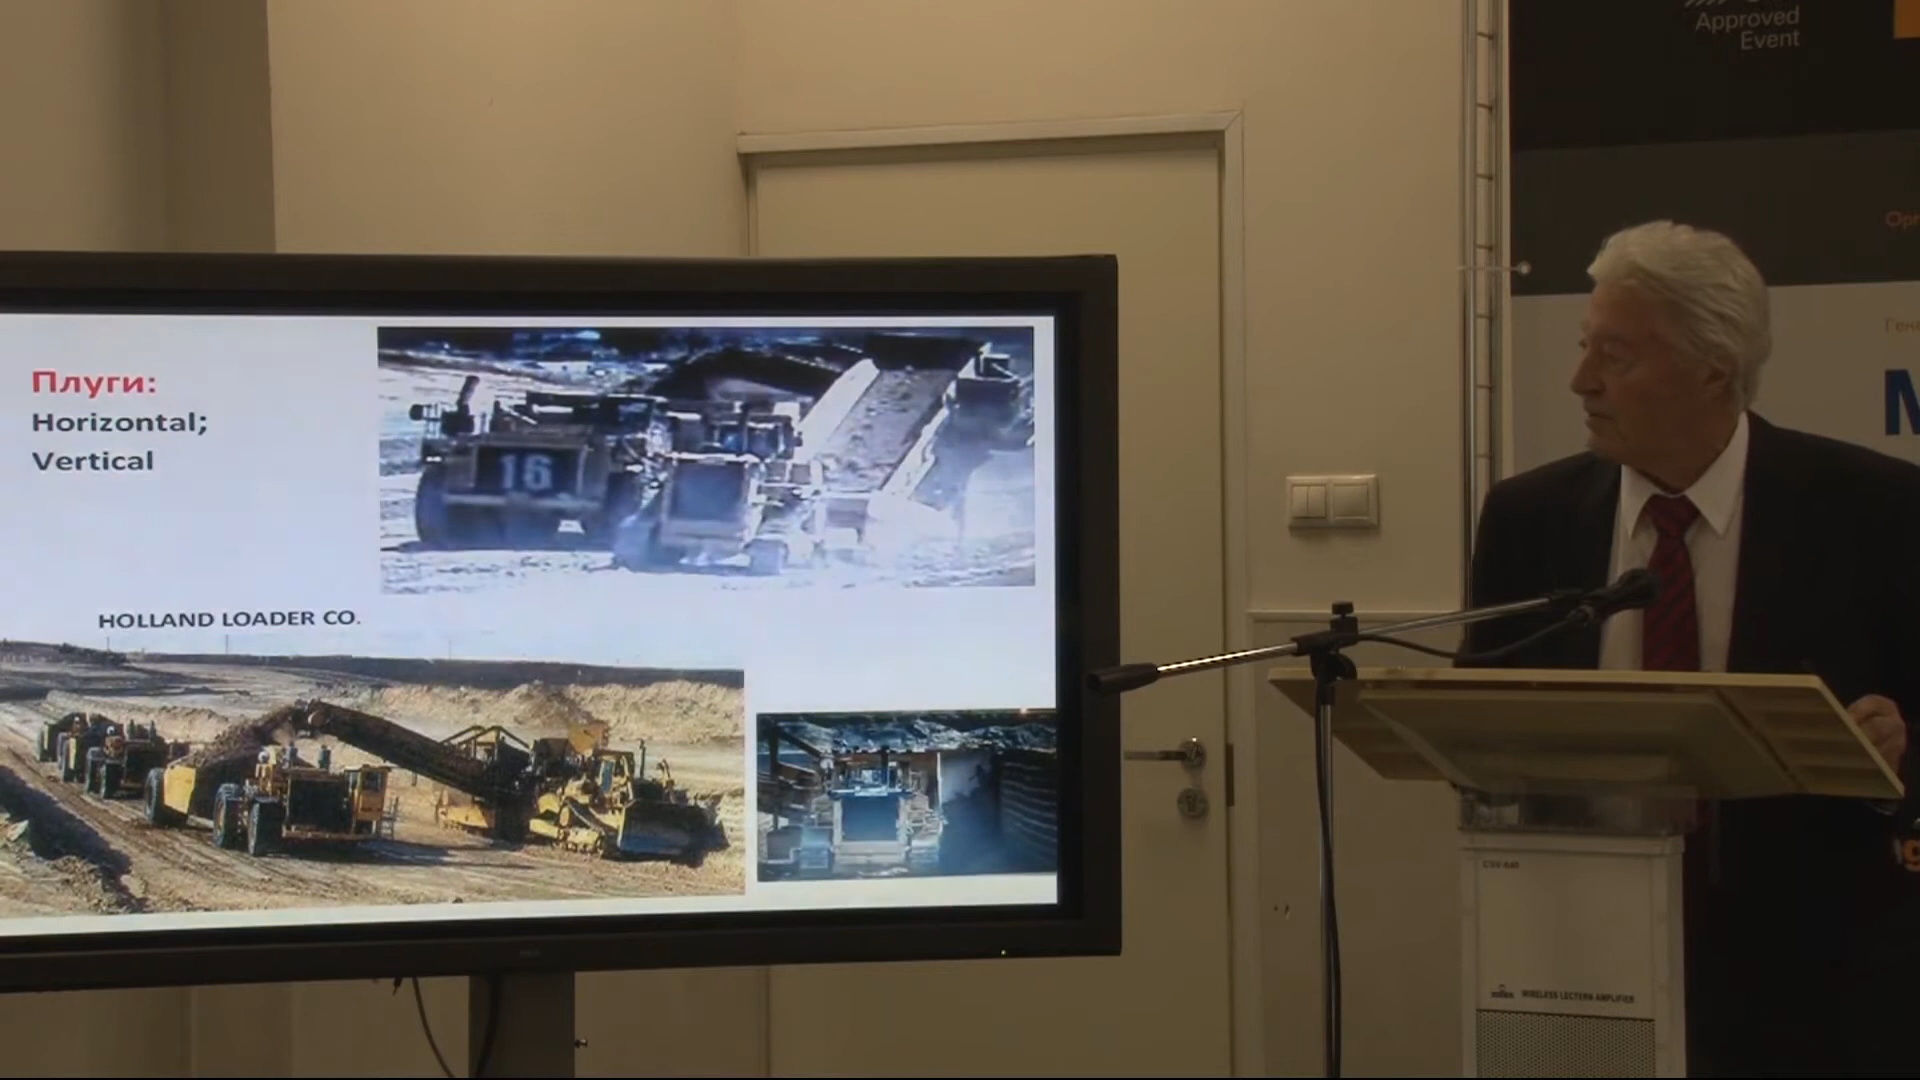 Approved
Event
Плуги:
Horizontal;
Vertical
16
HOLLAND LOADER CO.
M
WIRELESS LECTERN AMPLIFIER